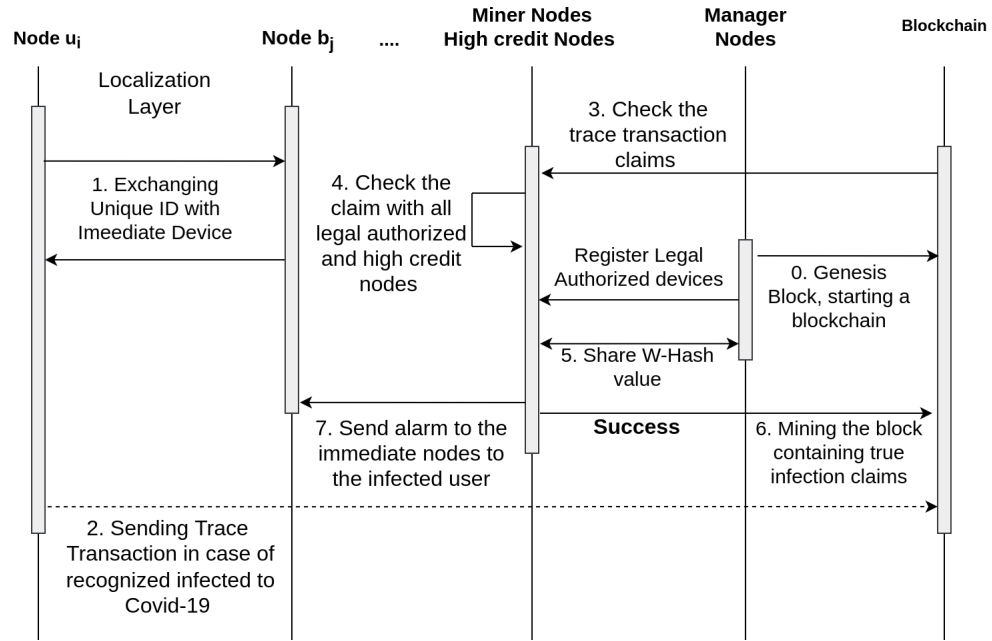 Miner Nodes
High credit Nodes
Manager
Nodes
Blockchain
Node ui
Node bj
....
Localization
Layer
3. Check the
trace transaction
claims
1. Exchanging
Unique ID with
Imeediate Device
4. Check the
claim with all
legal authorized
and high credit
nodes
Register Legal
Authorized devices
0. Genesis
Block, starting a
blockchain
5. Share W-Hash
value
7. Send alarm to the
immediate nodes to
the infected user
Success
6. Mining the block
containing true
infection claims
2. Sending Trace
Transaction in case of
recognized infected to
Covid-19